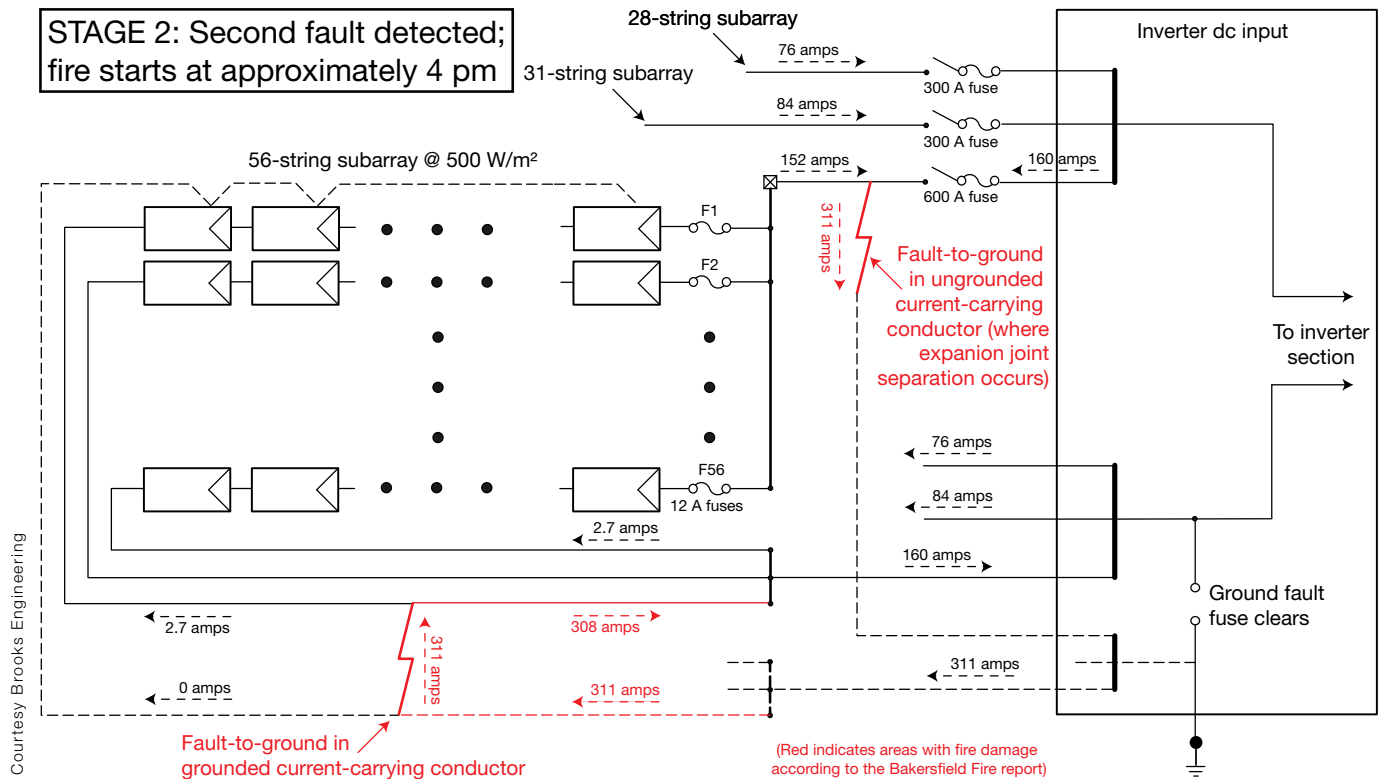 STAGE 2: Second fault detected;
fire starts at approximately 4 pm
28-string subarray
76 amps
300 A fuse
31-string subarray
84 amps
300 A fuse
Inverter dc input
56-string subarray @ 500 W/m²
152 amps
160 amps
600 A fuse
F1
F2
311 amps
Fault-to-ground
in ungrounded
current-carrying
conductor (where
expansion joint
separation occurs)
To inverter
section
F56
12 A fuses
76 amps
84 amps
2.7 amps
160 amps
Ground fault
fuse clears
2.7 amps
308 amps
311 amps
0 amps
311 amps
311 amps
Fault-to-ground in
grounded current-carrying conductor
(Red indicates areas with fire damage
according to the Bakersfield Fire report)
Courtesy Brooks Engineering